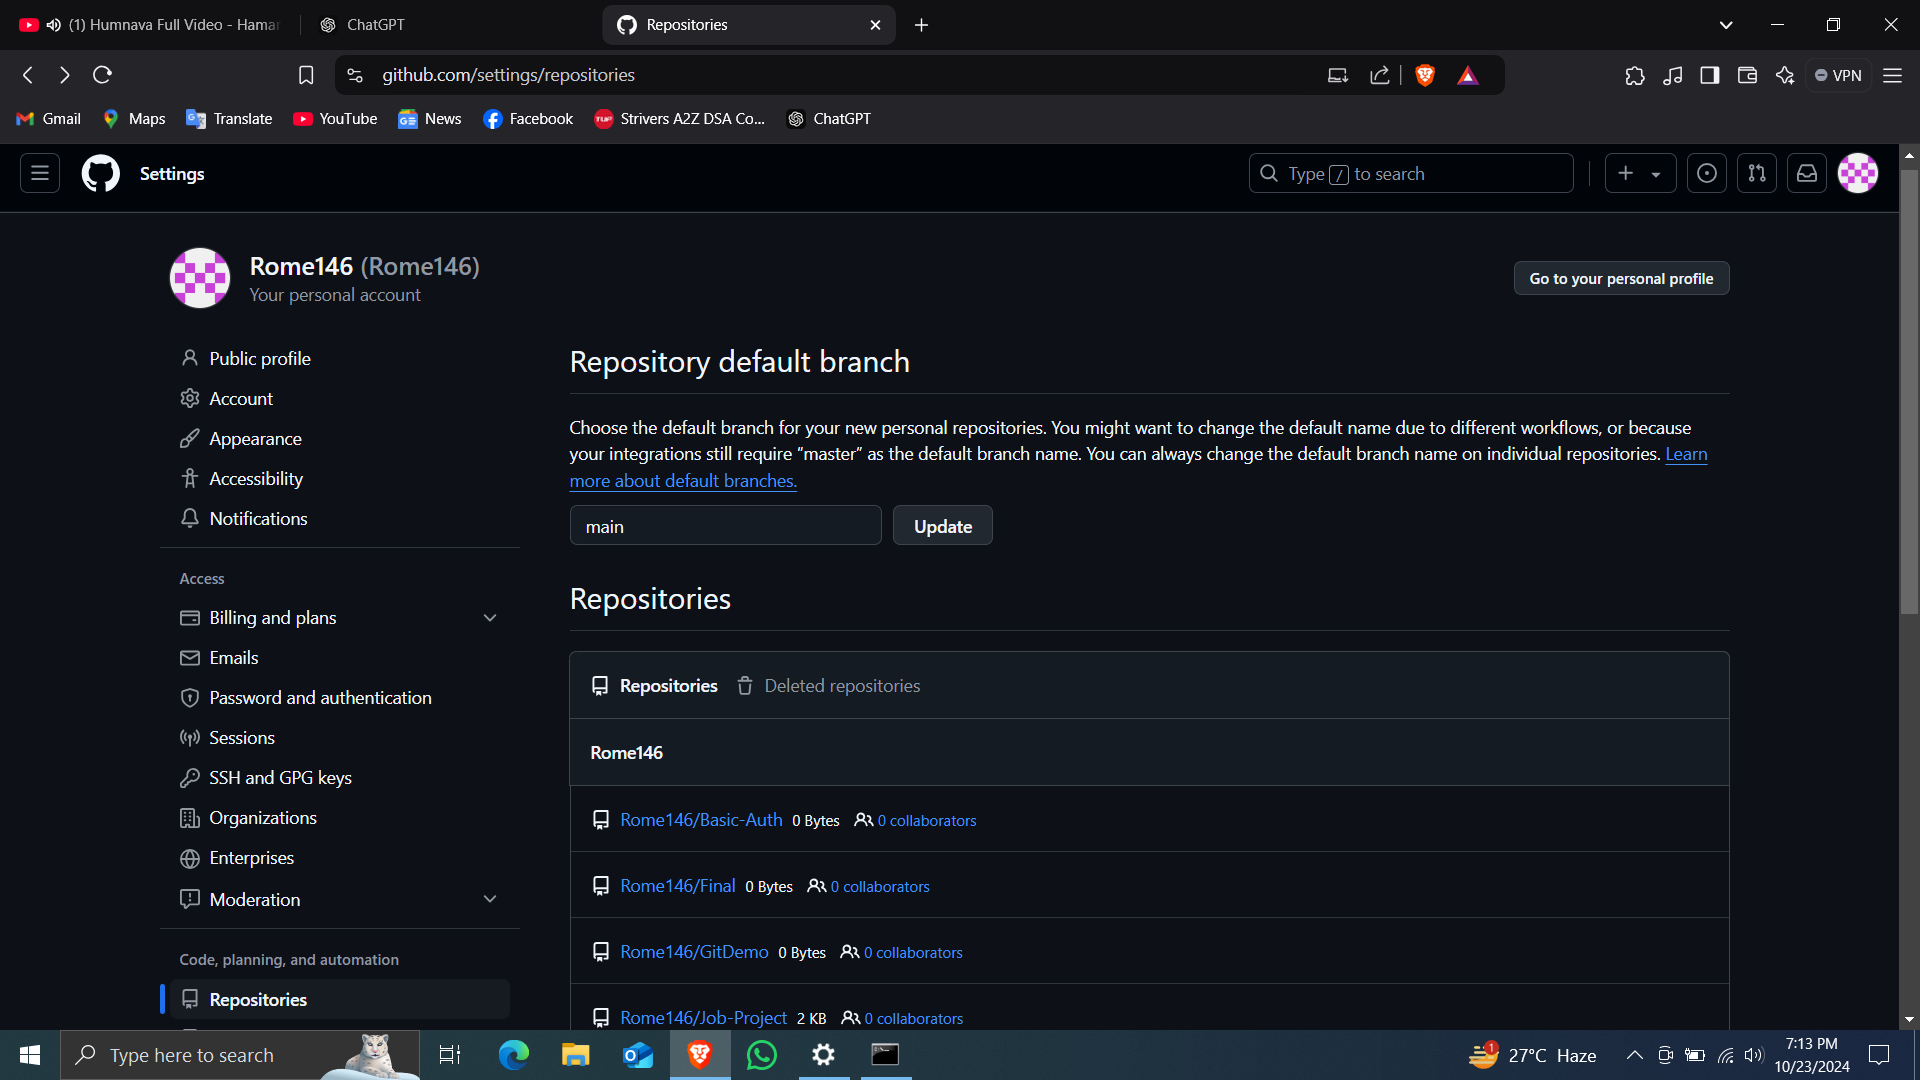 (1) Humnava Full Video - Hamar
ChatGPT
Repositories
github.com/settings/repositories
VPN
Gmail
Maps
Translate
YouTube
News
Facebook
Strivers A2Z DSA Co...
ChatGPT
Settings
Type / to search
Rome146 (Rome146)
Your personal account
Go to your personal profile
Public profile
Account
Appearance
Accessibility
Notifications
Access
Billing and plans
Emails
Password and authentication
Sessions
SSH and GPG keys
Organizations
Enterprises
Moderation
Code, planning, and automation
Repositories
Repository default branch
Choose the default branch for your new personal repositories. You might want to change the default name due to different workflows, or because
your integrations still require “master” as the default branch name. You can always change the default branch name on individual repositories. Learn
more about default branches.
main
Update
Repositories
Repositories
Deleted repositories
Rome146
Rome146/Basic-Auth 0 Bytes 0 collaborators
Rome146/Final 0 Bytes 0 collaborators
Rome146/GitDemo 0 Bytes 0 collaborators
Rome146/Job-Project 2 KB 0 collaborators
Type here to search
1
27°C Haze
7:13 PM
10/23/2024